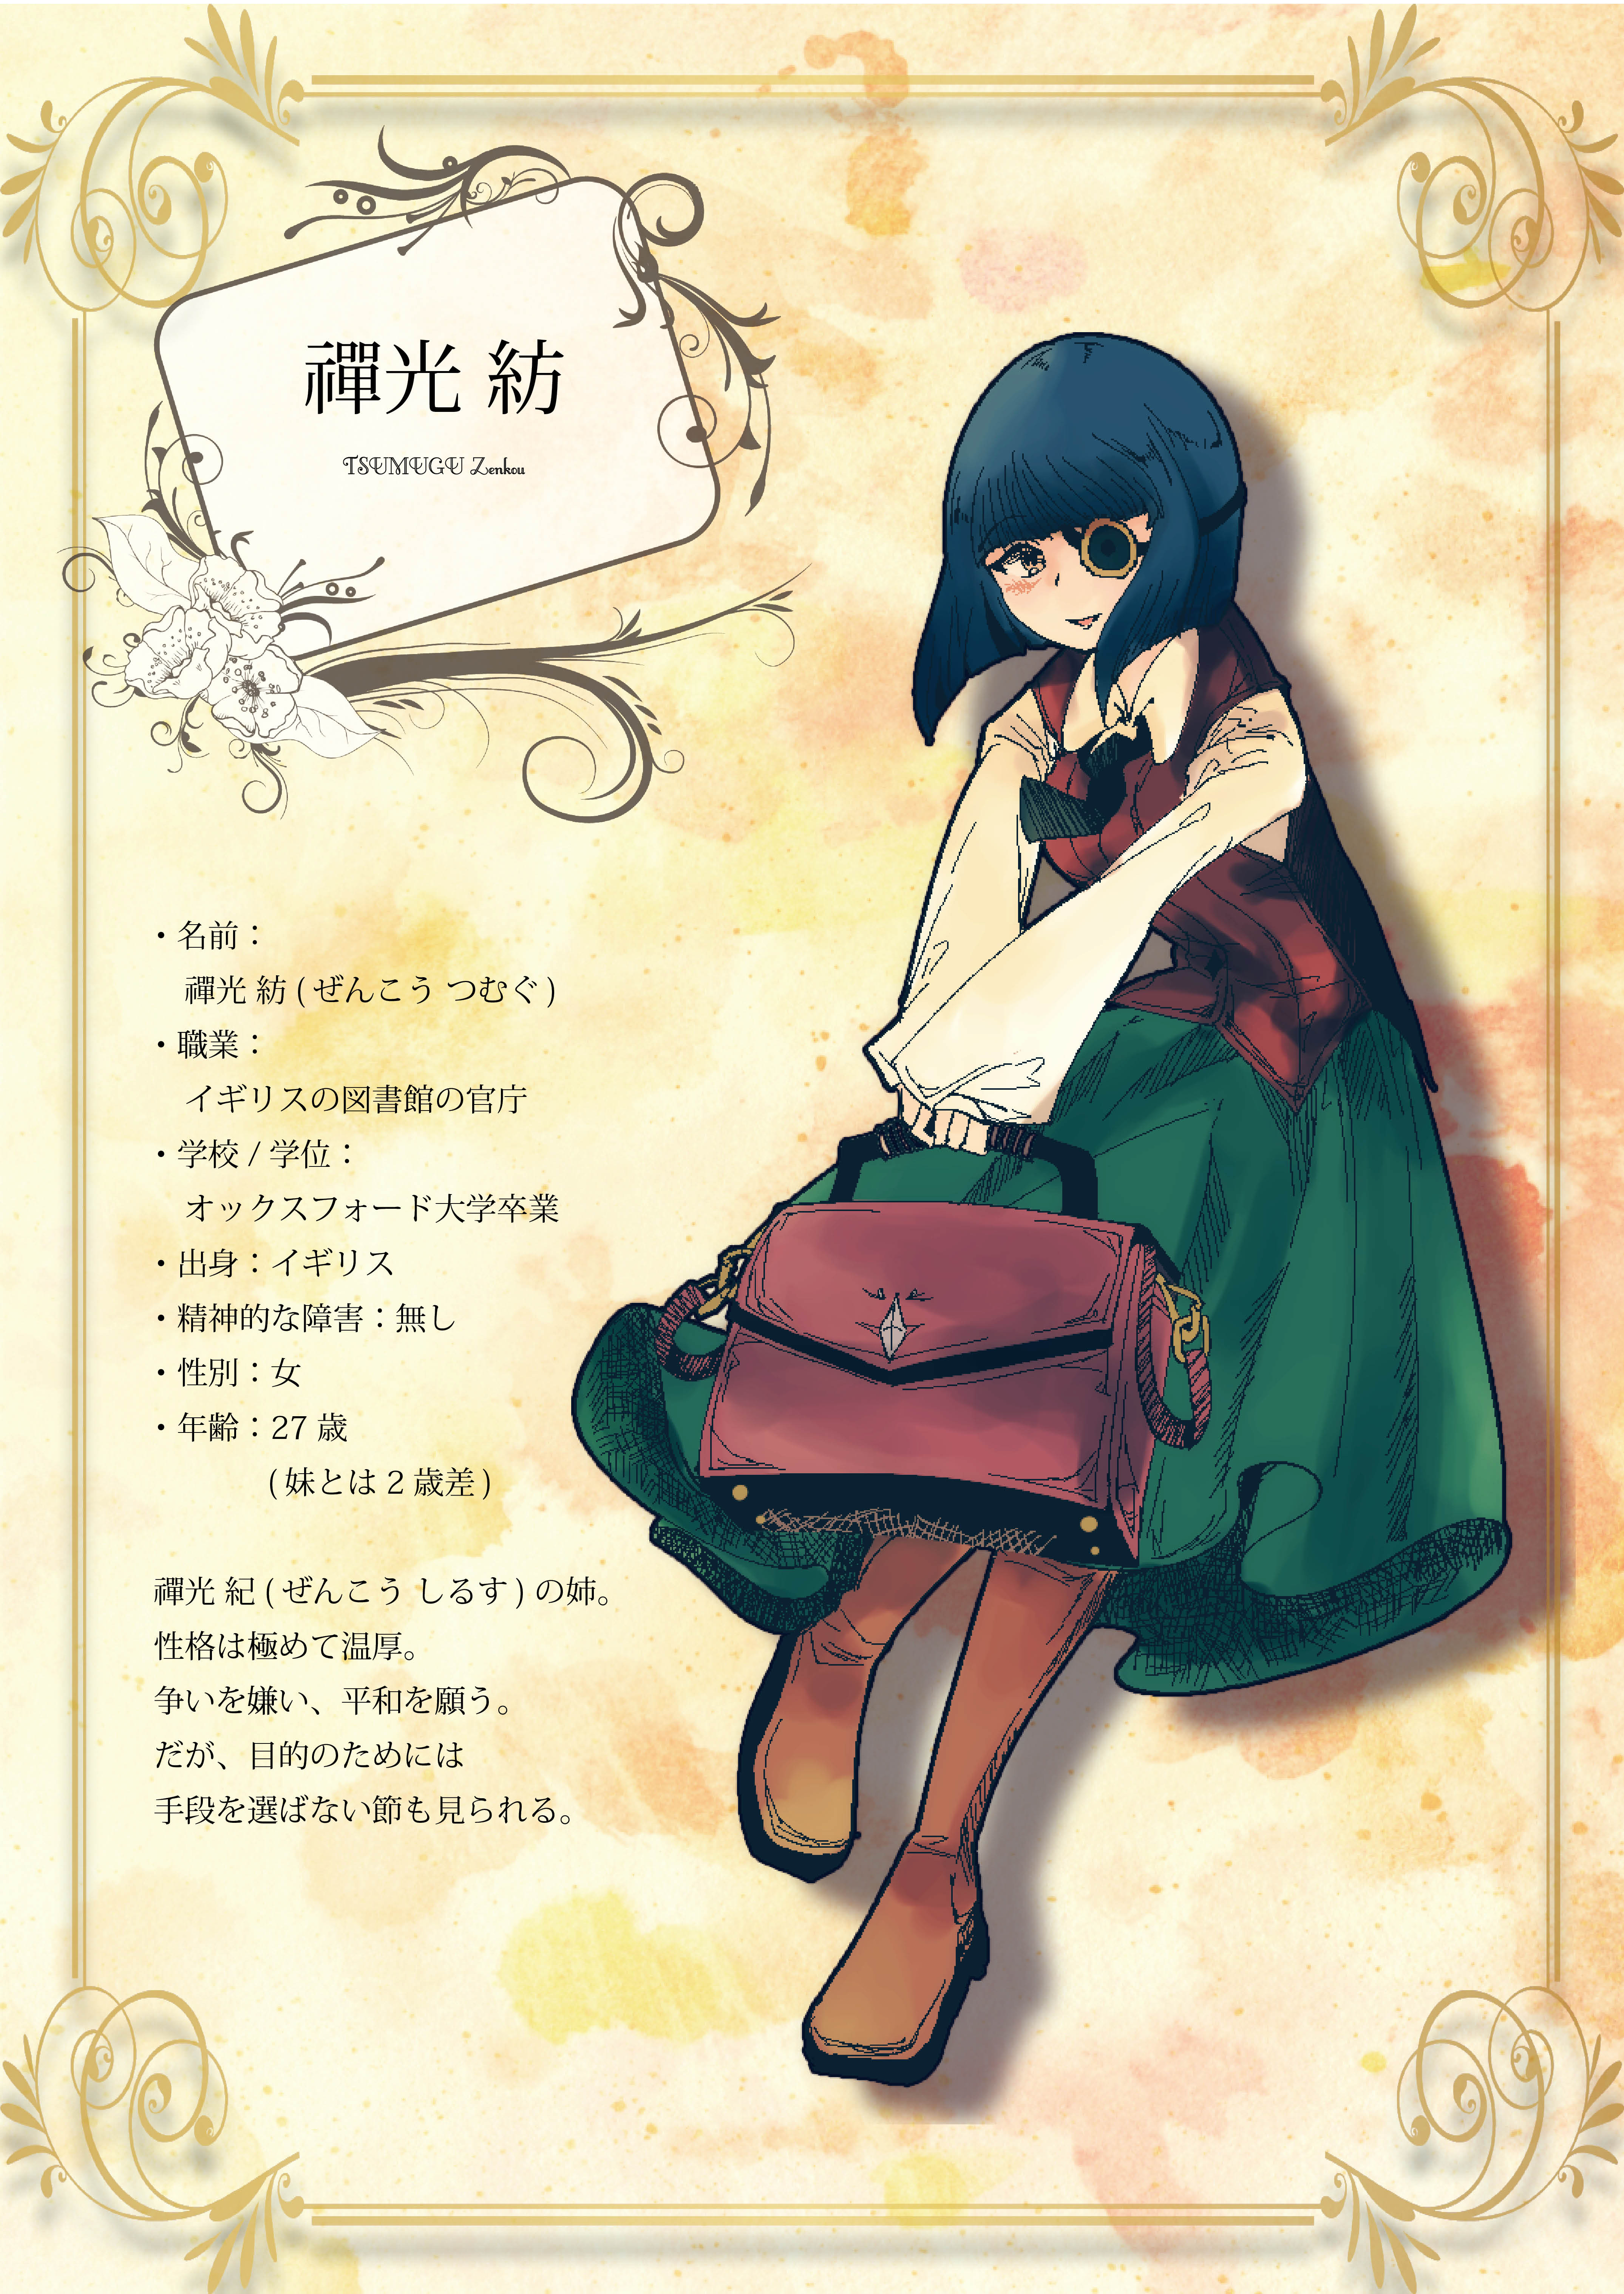 禪光 紡
TSUMUGU Zenkou
・名前：
禪光 紡 ( ぜんこう つむぐ )
・職業：
イギリスの図書館の官庁
・学校 / 学位：
オックスフォード大学卒業
・出身：イギリス
・精神的な障害：無し
・性別：女
・年齢：27 歳
( 妹とは 2 歳差 )
禪光 紀 ( ぜんこう しるす ) の姉。
性格は極めて温厚。
争いを嫌い、平和を願う。
だが、目的のためには
手段を選ばない節も見られる。